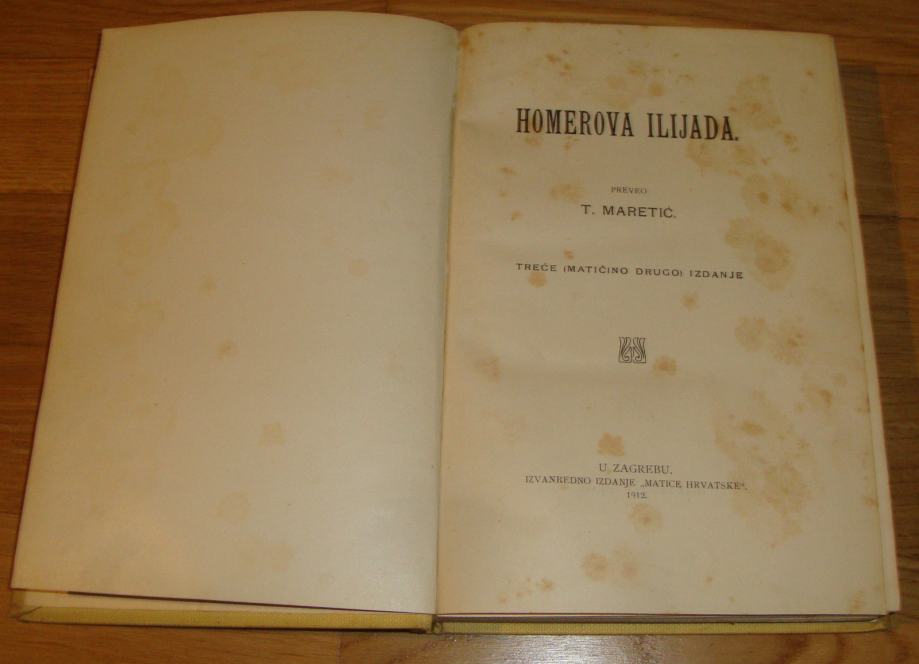 HOMEROVA ILIJADA.
PREVEO
T. MARETIĆ.
TREĆE (MATIČINO DRUGO) IZDANJE
U ZAGREBU.
IZVANREDNO IZDANJE „MATICE HRVATSKE“.
1912.